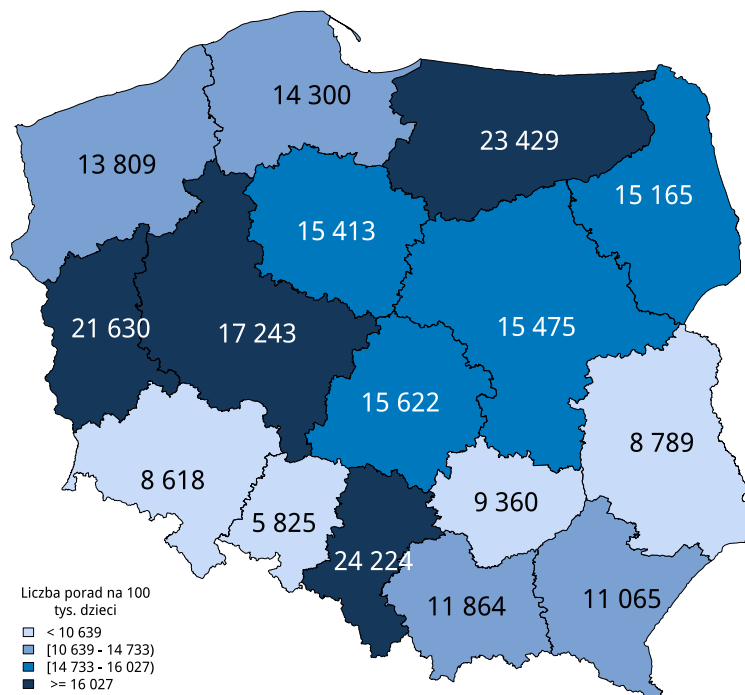 14 300
23 429
13 809
15 165
15 413
21 630
17 243
15 475
15 622
8 789
8 618
9 360
5 825
24 224
11 864
11 065
Liczba porad na 100
tys. dzieci
< 10 639
[10 639 - 14 733)
[14 733 - 16 027)
>= 16 027